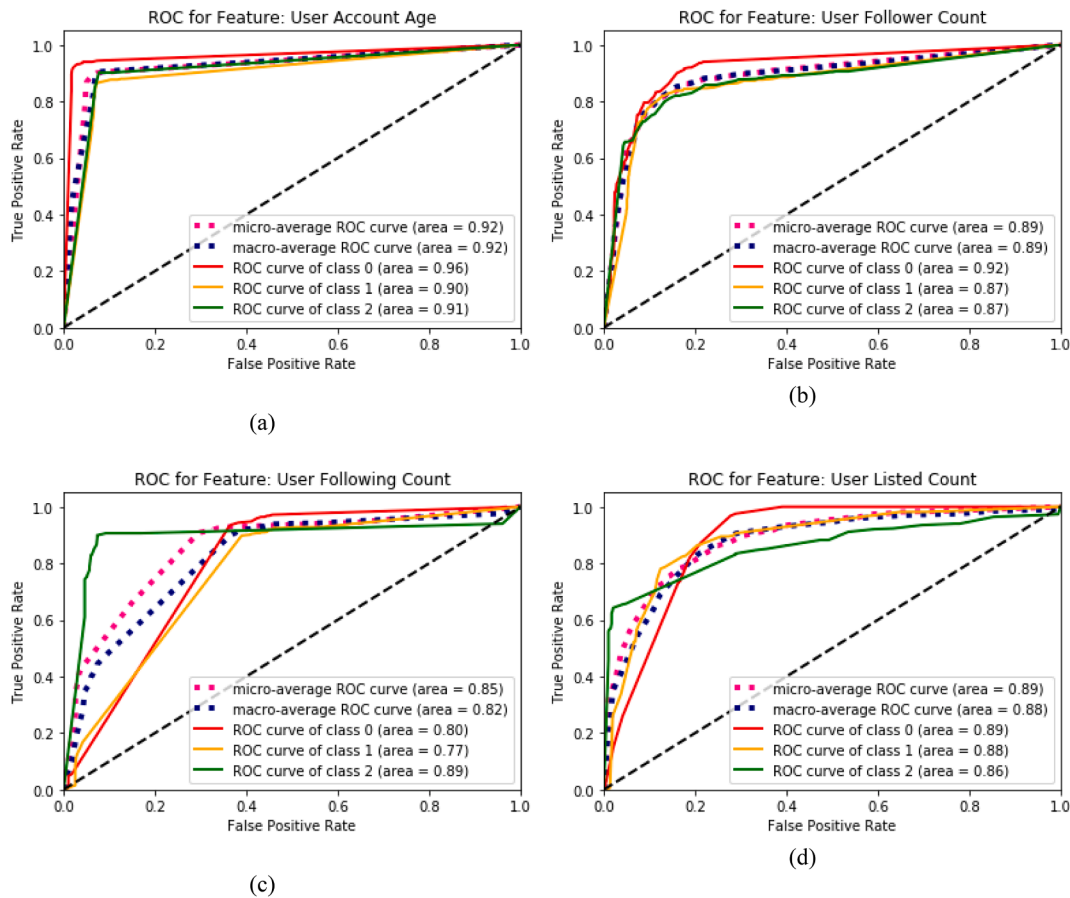 ROC for Feature: User Account Age
1.0
0.8
0.6
0.4
0.2
0.0
True Positive Rate
micro-average ROC curve (area = 0.92)
macro-average ROC curve (area = 0.92)
ROC curve of class 0 (area = 0.96)
ROC curve of class 1 (area = 0.90)
ROC curve of class 2 (area = 0.91)
0.0 0.2 0.4 0.6 0.8 1.0
False Positive Rate
(a)
ROC for Feature: User Follower Count
1.0
0.8
0.6
0.4
0.2
0.0
True Positive Rate
micro-average ROC curve (area = 0.89)
macro-average ROC curve (area = 0.89)
ROC curve of class 0 (area = 0.92)
ROC curve of class 1 (area = 0.87)
ROC curve of class 2 (area = 0.87)
0.0 0.2 0.4 0.6 0.8 1.0
False Positive Rate
(b)
ROC for Feature: User Following Count
1.0
0.8
0.6
0.4
0.2
0.0
True Positive Rate
micro-average ROC curve (area = 0.85)
macro-average ROC curve (area = 0.82)
ROC curve of class 0 (area = 0.80)
ROC curve of class 1 (area = 0.77)
ROC curve of class 2 (area = 0.89)
0.0 0.2 0.4 0.6 0.8 1.0
False Positive Rate
(c)
ROC for Feature: User Listed Count
1.0
0.8
0.6
0.4
0.2
0.0
True Positive Rate
micro-average ROC curve (area = 0.89)
macro-average ROC curve (area = 0.88)
ROC curve of class 0 (area = 0.89)
ROC curve of class 1 (area = 0.88)
ROC curve of class 2 (area = 0.86)
0.0 0.2 0.4 0.6 0.8 1.0
False Positive Rate
(d)